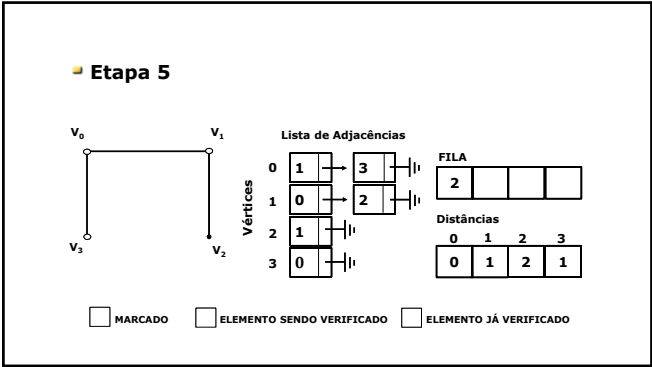 Etapa 5
V0 V1
V3 V2
Lista de Adjacências
Vértices
0 1 3
1 0 2
2 1
3 0
FILA
2
Distâncias
0 1 2 3
0 1 2 1
MARCADO ELEMENTO SENDO VERIFICADO ELEMENTO JÁ VERIFICADO